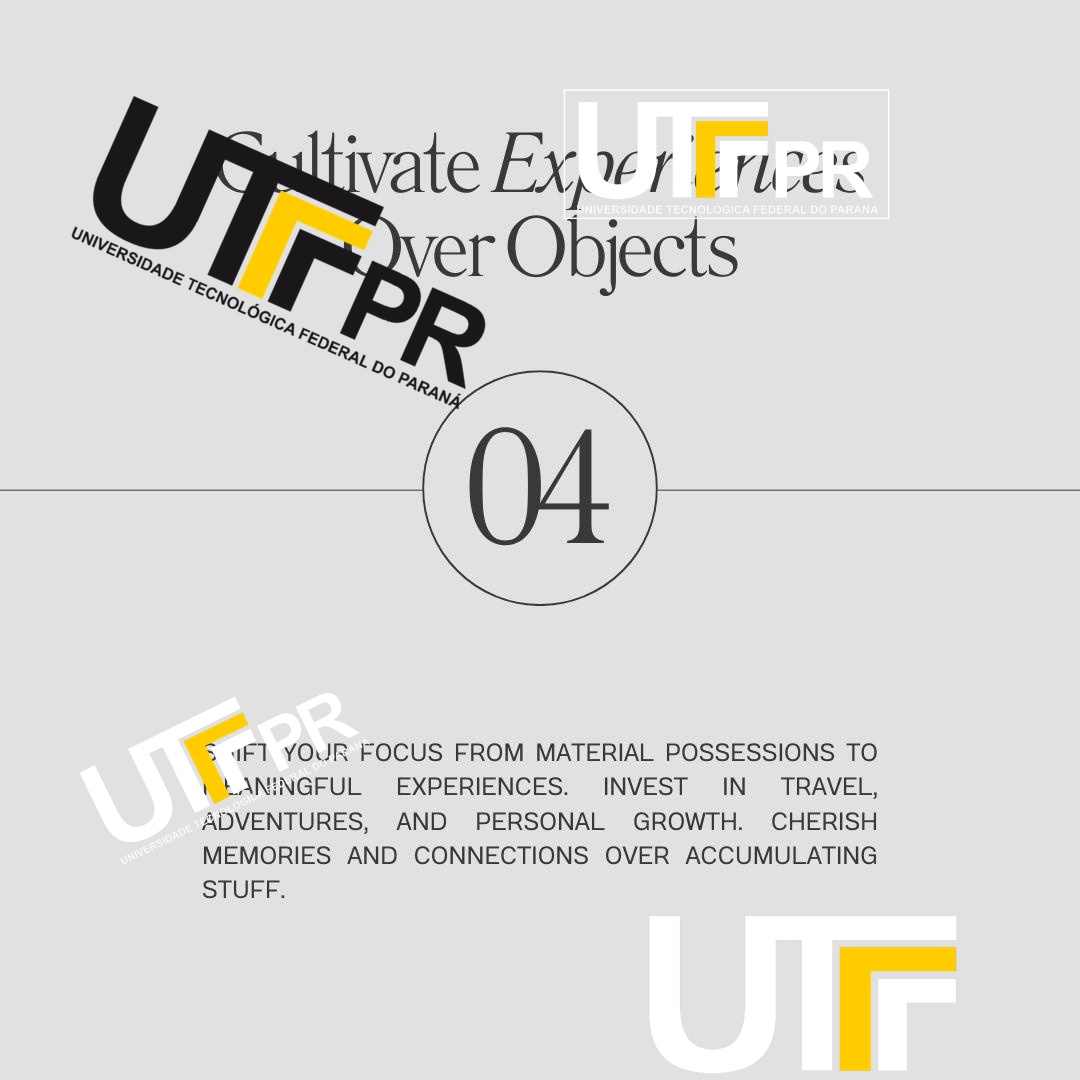 UTFPR
UNIVERSIDADE TECNOLÓGICA FEDERAL DO PARANÁ
UTFPR
UNIVERSIDADE TECNOLÓGICA FEDERAL DO PARANÁ
Cultivate Experiences
Over Objects
04
UTFPR
UNIVERSIDADE TECNOLÓGICA FEDERAL DO PARANÁ
SHIFT YOUR FOCUS FROM MATERIAL POSSESSIONS TO
MEANINGFUL EXPERIENCES. INVEST IN TRAVEL,
ADVENTURES, AND PERSONAL GROWTH. CHERISH
MEMORIES AND CONNECTIONS OVER ACCUMULATING
STUFF.
UTF